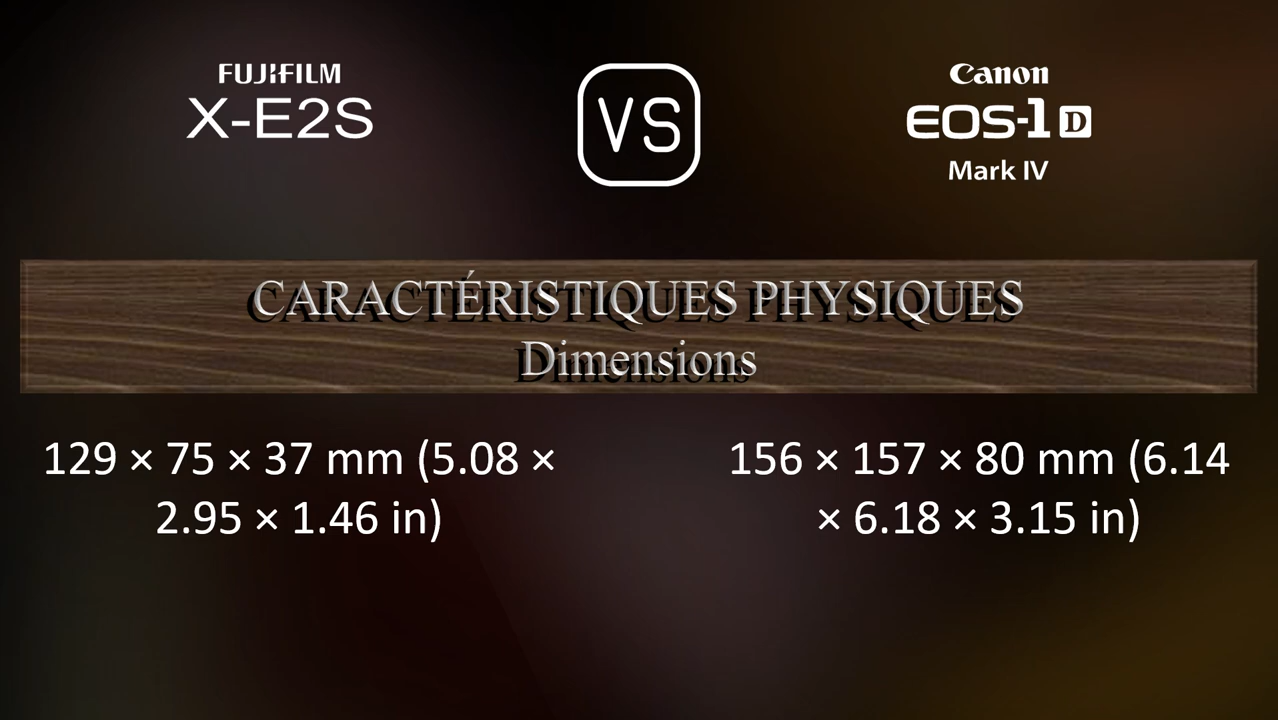 FUJIFILM
X-E2S
VS
Canon
EOS-1D
Mark IV
CARACTÉRISTIQUES PHYSIQUES
Dimensions
129 × 75 × 37 mm (5.08 ×
2.95 × 1.46 in)
156 × 157 × 80 mm (6.14
× 6.18 × 3.15 in)